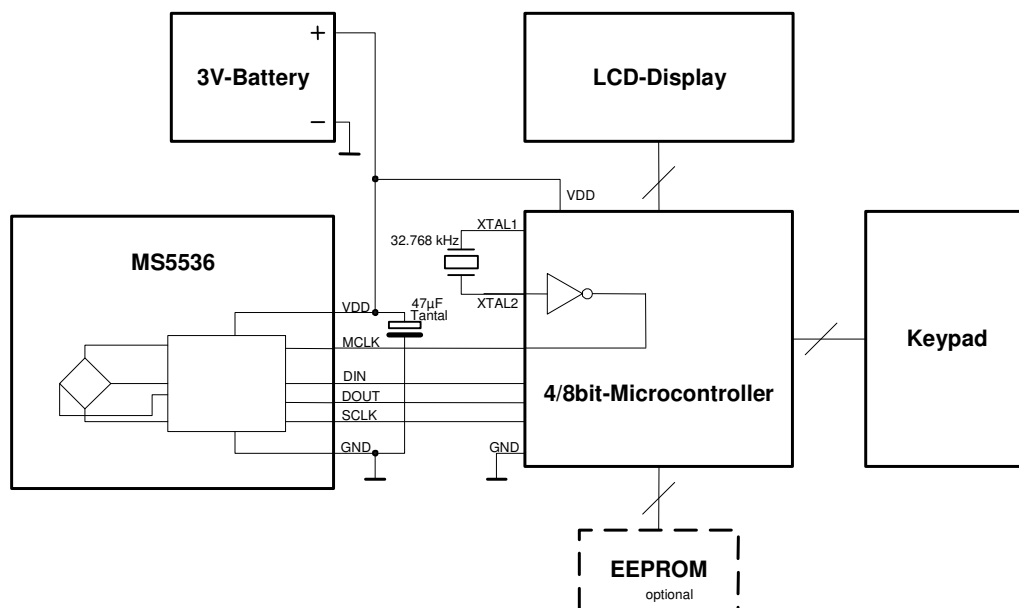 +
3V-Battery
−
LCD-Display
VDD
MS5536
XTAL1
32.768 kHz
XTAL2
VDD
47µF
Tantal
MCLK
DIN
DOUT
SCLK
GND
4/8bit-Microcontroller
GND
Keypad
EEPROM
optional